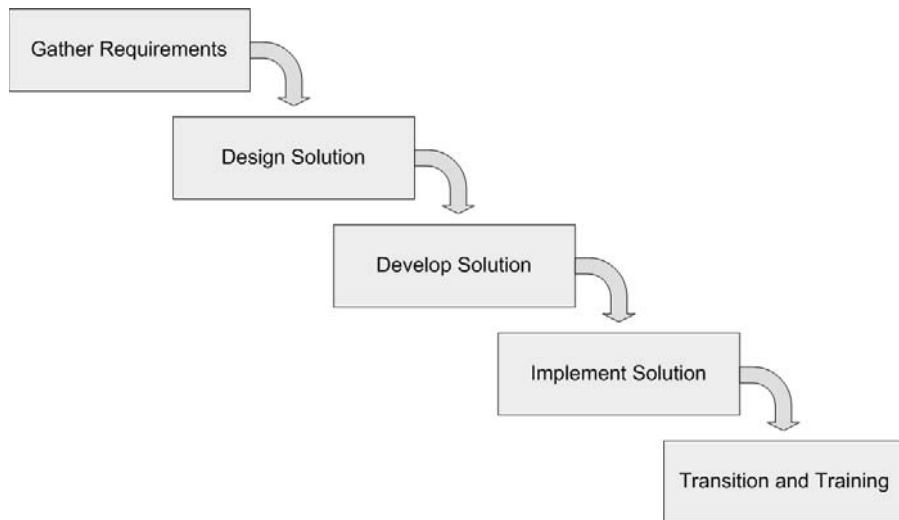 Gather Requirements
Design Solution
Develop Solution
Implement Solution
Transition and Training